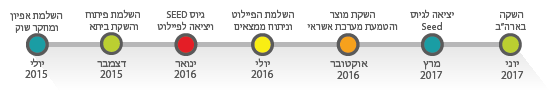 השלמת אפיון
ומחקר שוק
יולי
2015
השלמת פיתוח
והשקת ביתא
דצמבר
2015
גיוס SEED
ויציאה לפיילוט
ינואר
2016
השלמת הפיילוט
וניתוח ממצאים
יולי
2016
השקת מוצר
והטמעת מערכת אשראי
אוקטובר
2016
יציאה לגיוס
Seed
מרץ
2017
השקה
בארה"ב
יוני
2017